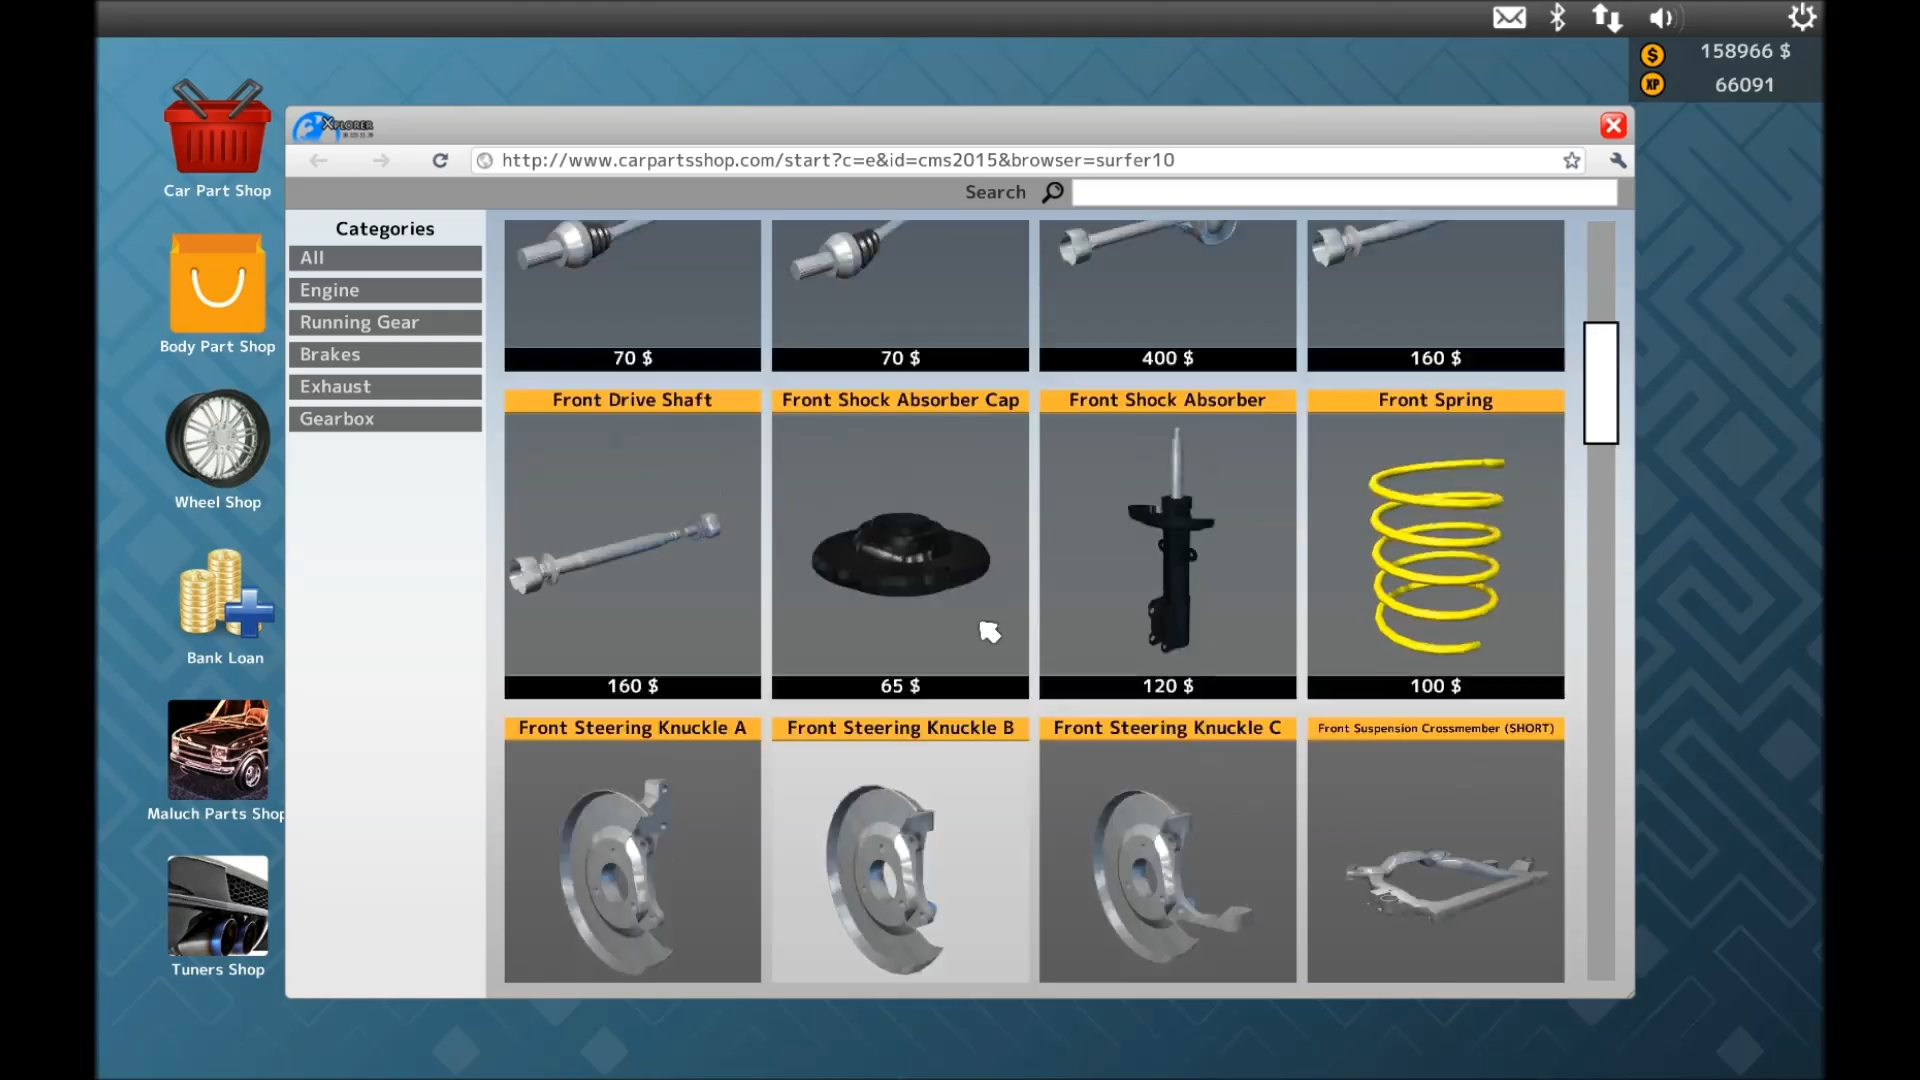 158966 $
XP 66091
XPLORER
http://www.carpartsshop.com/start?c=e&id=cms2015&browser=surfer10
Search
Car Part Shop
Body Part Shop
Wheel Shop
Bank Loan
Maluch Parts Shop
Tuners Shop
Categories
All
Engine
Running Gear
Brakes
Exhaust
Gearbox
70 $ 70 $ 400 $ 160 $
Front Drive Shaft Front Shock Absorber Cap Front Shock Absorber Front Spring
160 $ 65 $ 120 $ 100 $
Front Steering Knuckle A Front Steering Knuckle B Front Steering Knuckle C Front Suspension Crossmember (SHORT)